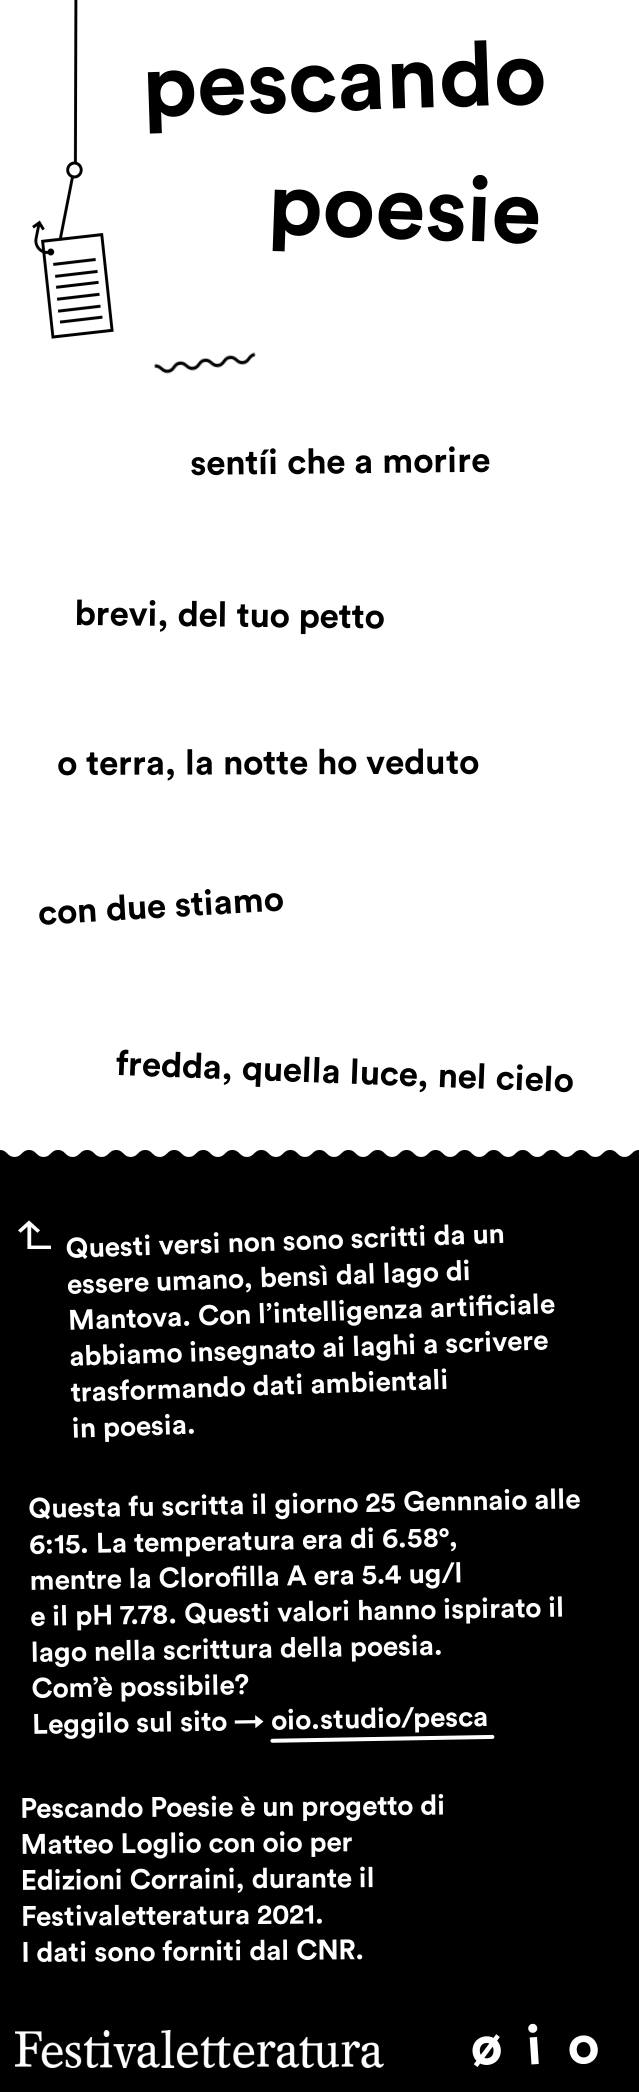 pescando
poesie
sentíi che a morire
brevi, del tuo petto
o terra, la notte ho veduto
con due stiamo
fredda, quella luce, nel cielo
Questi versi non sono scritti da un
essere umano, bensì dal lago di
Mantova. Con l'intelligenza artificiale
abbiamo insegnato ai laghi a scrivere
trasformando dati ambientali
in poesia.
Questa fu scritta il giorno 25 Gennnaio alle
6:15. La temperatura era di 6.58°,
mentre la Clorofilla A era 5.4 ug/l
e il pH 7.78. Questi valori hanno ispirato il
lago nella scrittura della poesia.
Com'è possibile?
Leggilo sul sito → oio.studio/pesca
Pescando Poesie è un progetto di
Matteo Loglio con oio per
Edizioni Corraini, durante il
Festivaletteratura 2021.
I dati sono forniti dal CNR.
Festivaletteratura
ø i o